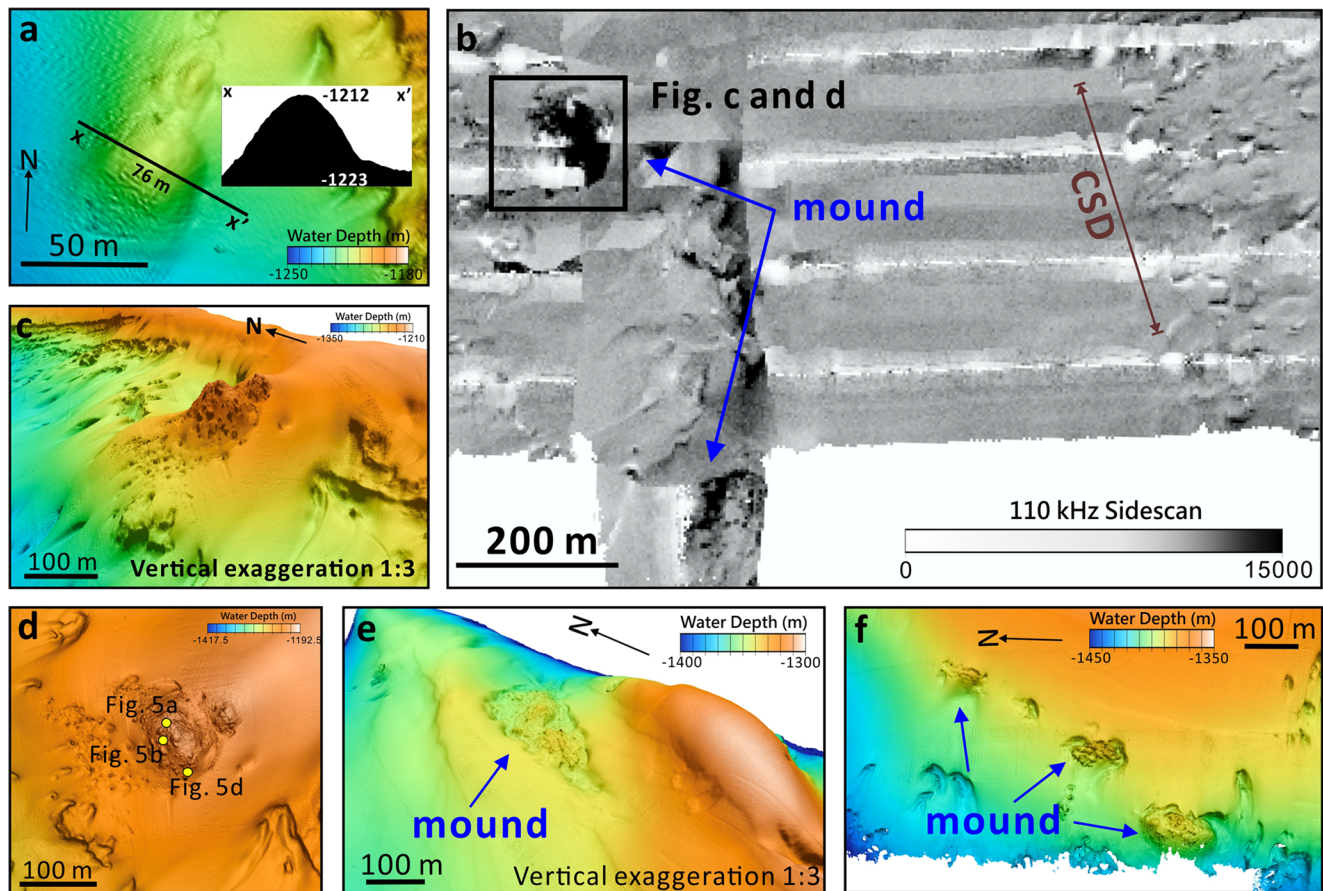 a
x
x'
-1212
-1223
N
x
76 m
x'
50 m
Water Depth (m)
-1250
-1180
b
Fig. c and d
mound
CSD
200 m
110 kHz Sidescan
0
15000
c
N
Water Depth (m)
-1350
-1210
100 m
Vertical exaggeration 1:3
d
Water Depth (m)
-1417.5
-1192.5
Fig. 5a
Fig. 5b
Fig. 5d
100 m
e
N
Water Depth (m)
-1400
-1300
mound
100 m
Vertical exaggeration 1:3
f
N
Water Depth (m)
-1450
-1350
100 m
mound